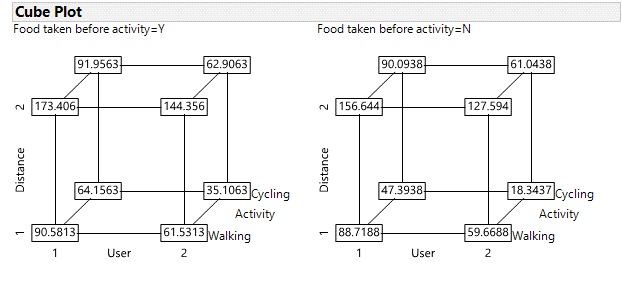 Cube Plot
Food taken before activity=Y Food taken before activity=N
91.9563 62.9063 90.0938 61.0438
2 173.406 144.356 2 156.644 127.594
Distance Distance
64.1563 35.1063 Cycling 47.3938 18.3437 Cycling
Activity Activity
1 90.5813 61.5313 Walking 1 88.7188 59.6688 Walking
1 User 2 1 User 2